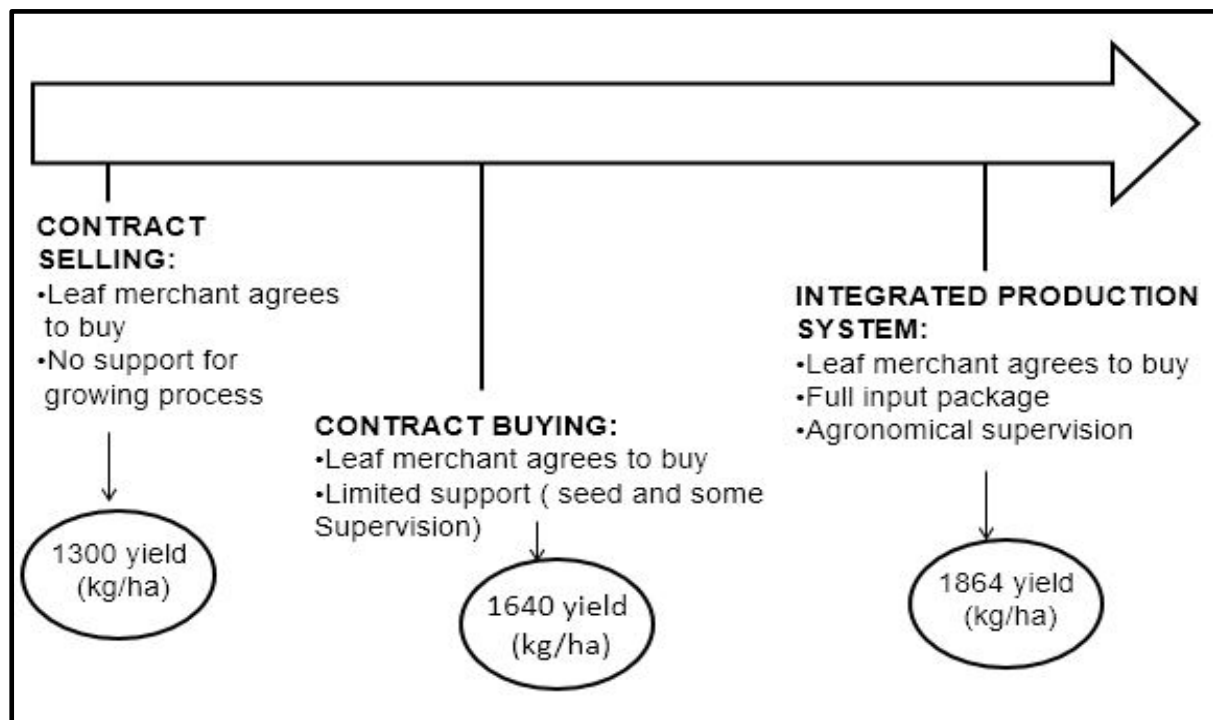 CONTRACT
SELLING:
•Leaf merchant agrees
to buy
•No support for
growing process
1300 yield
(kg/ha)
CONTRACT BUYING:
•Leaf merchant agrees to buy
•Limited support ( seed and some
Supervision)
1640 yield
(kg/ha)
INTEGRATED PRODUCTION
SYSTEM:
•Leaf merchant agrees to buy
•Full input package
•Agronomical supervision
1864 yield
(kg/ha)